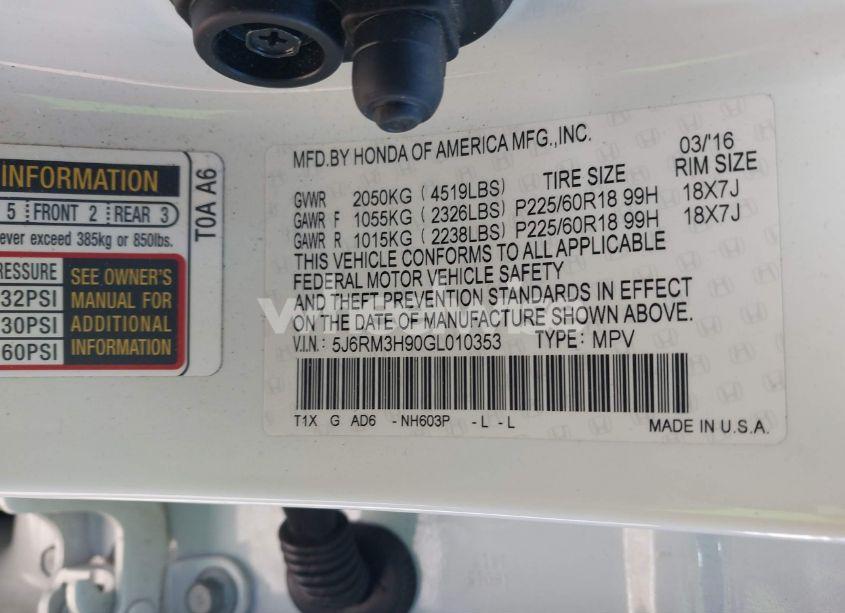 INFORMATION
5 | FRONT 2 | REAR 3
ever exceed 385kg or 850lbs.
RESSURE
32PSI
30PSI
60PSI
SEE OWNER'S
MANUAL FOR
ADDITIONAL
INFORMATION
T0A A6
MFD.BY HONDA OF AMERICA MFG.,INC. 03/'16
GVWR 2050KG ( 4519LBS) TIRE SIZE RIM SIZE
GAWR F 1055KG ( 2326LBS) P225/60R18 99H 18X7J
GAWR R 1015KG ( 2238LBS) P225/60R18 99H 18X7J
THIS VEHICLE CONFORMS TO ALL APPLICABLE
FEDERAL MOTOR VEHICLE SAFETY
AND THEFT PREVENTION STANDARDS IN EFFECT
ON THE DATE OF MANUFACTURE SHOWN ABOVE.
V.I.N.: 5J6RM3H90GL010353 TYPE: MPV
T1X G AD6 - NH603P - L - L
MADE IN U.S.A.